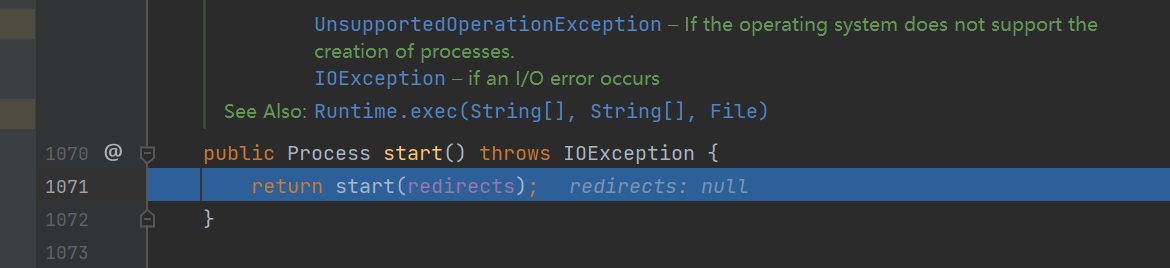 UnsupportedOperationException – If the operating system does not support the
creation of processes.
IOException – if an I/O error occurs
See Also: Runtime.exec(String[], String[], File)
1070 @ public Process start() throws IOException {
1071 return start(redirects); redirects: null
1072 }
1073